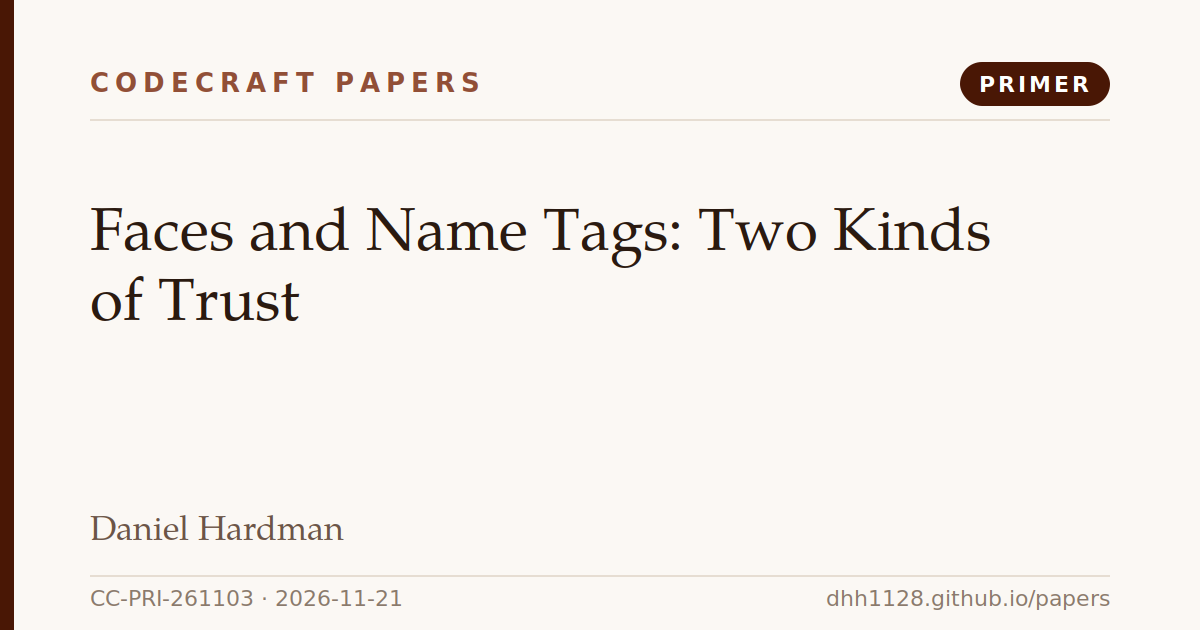 CODECRAFT PAPERS
PRIMER
Faces and Name Tags: Two Kinds
of Trust
Daniel Hardman
CC-PRI-261103 · 2026-11-21
dhh1128.github.io/papers